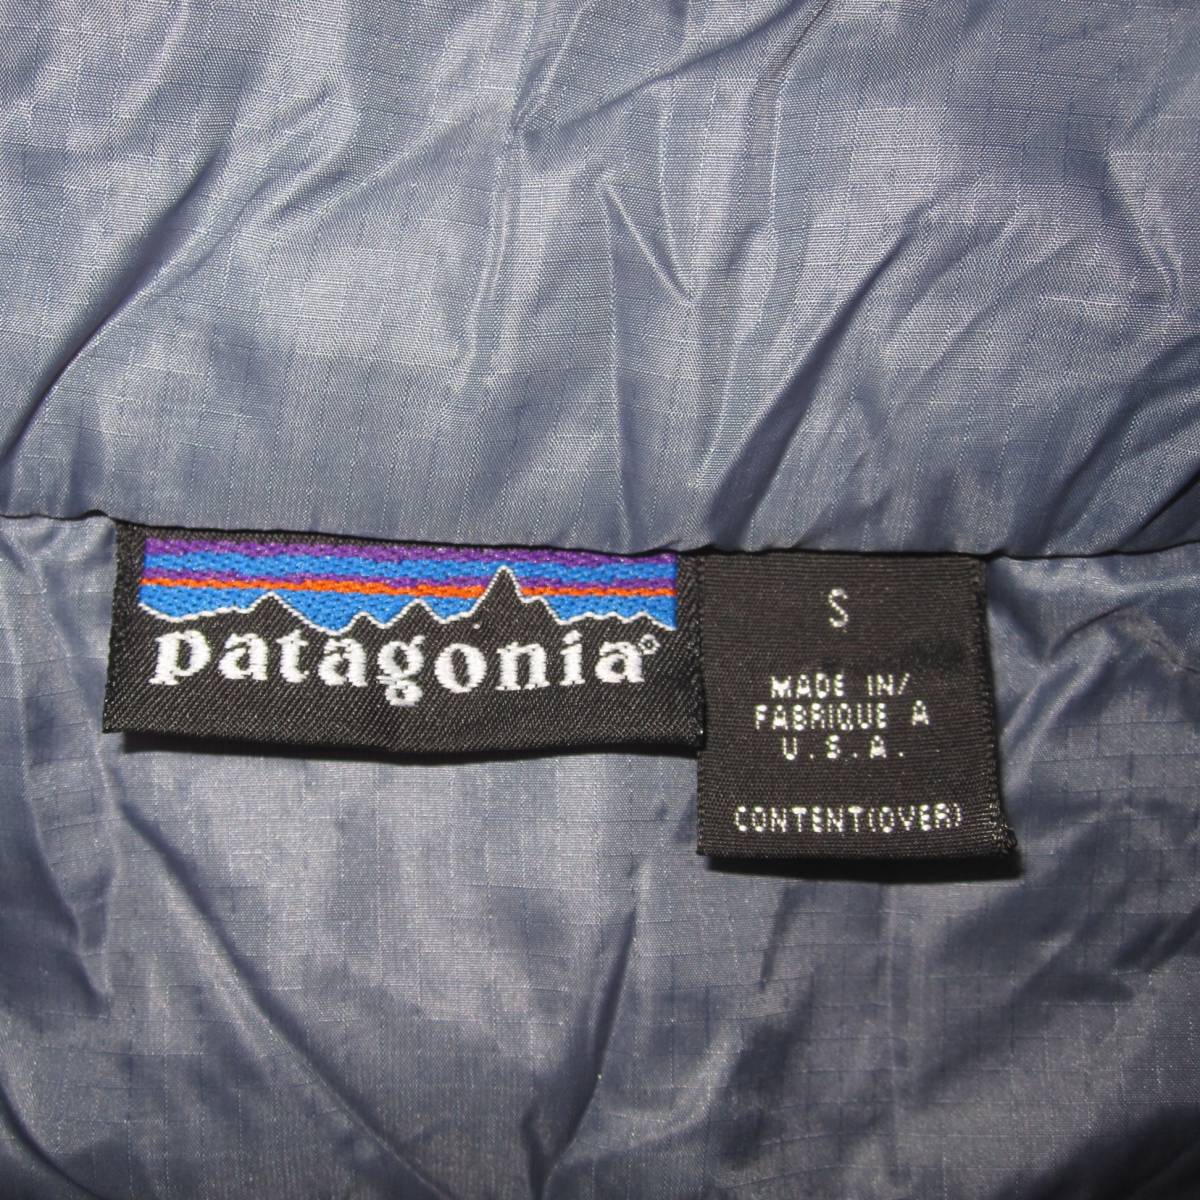 patagonia®
S
MADE IN/
FABRIQUE A
U.S.A.
CONTENT(OVER)